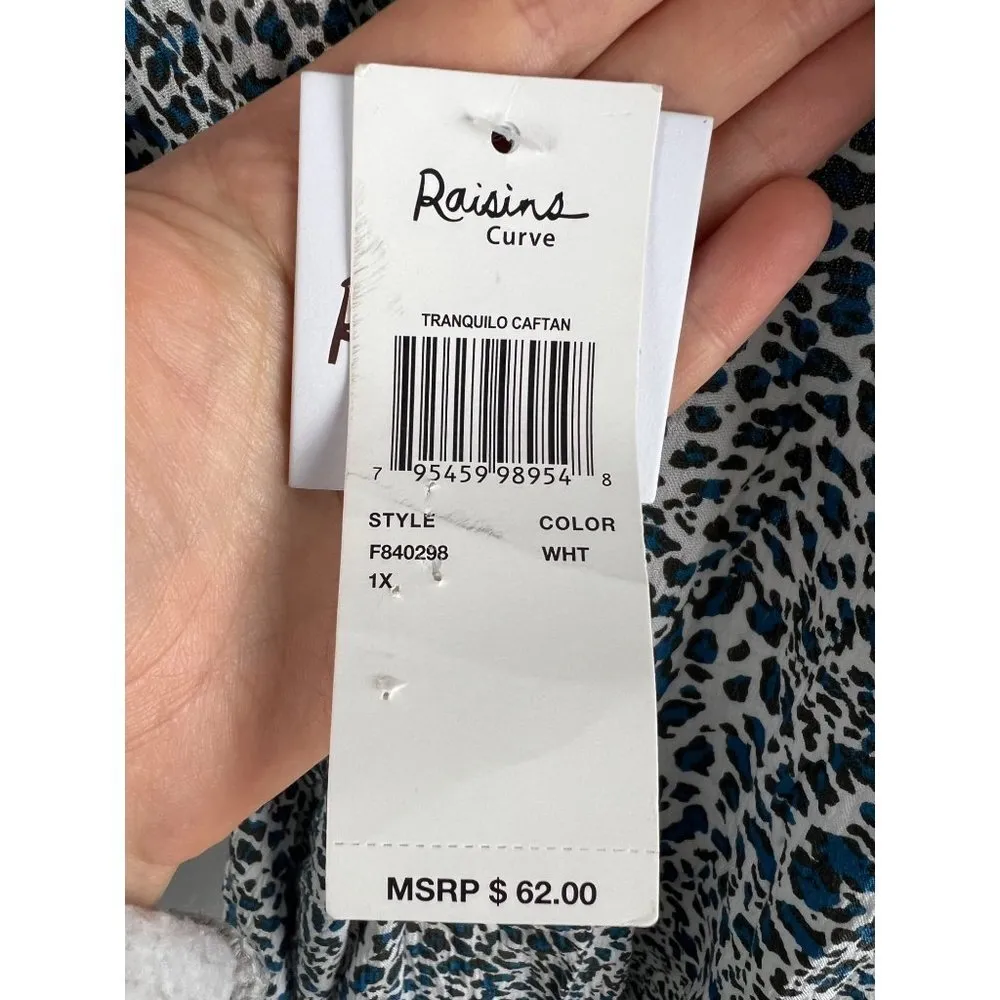 Raisins
Curve
TRANQUILO CAFTAN
7 95459 98954 8
STYLE COLOR
F840298 WHT
1X
MSRP $ 62.00